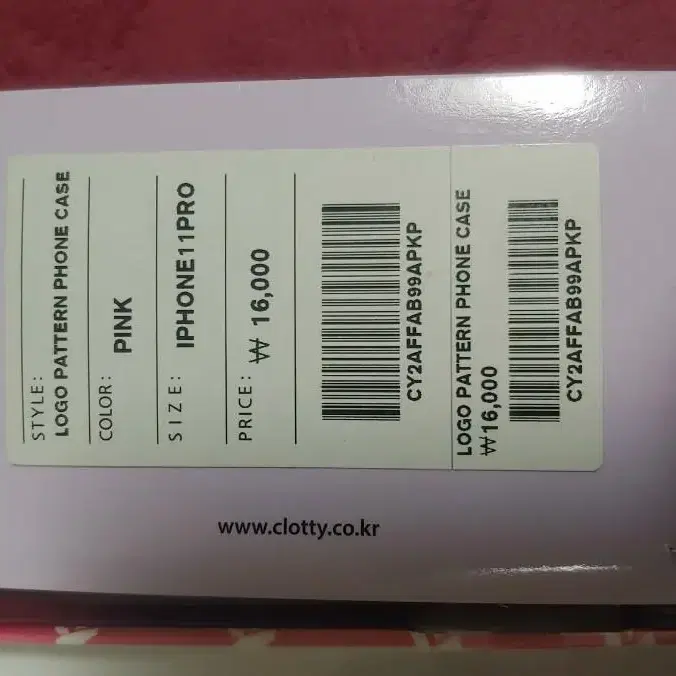 STYLE:
LOGO PATTERN PHONE CASE
COLOR:
PINK
SIZE:
IPHONE11PRO
PRICE: ₩ 16,000
CY2AFFAB99APKP
LOGO PATTERN PHONE CASE
₩16,000
CY2AFFAB99APKP
www.clotty.co.kr